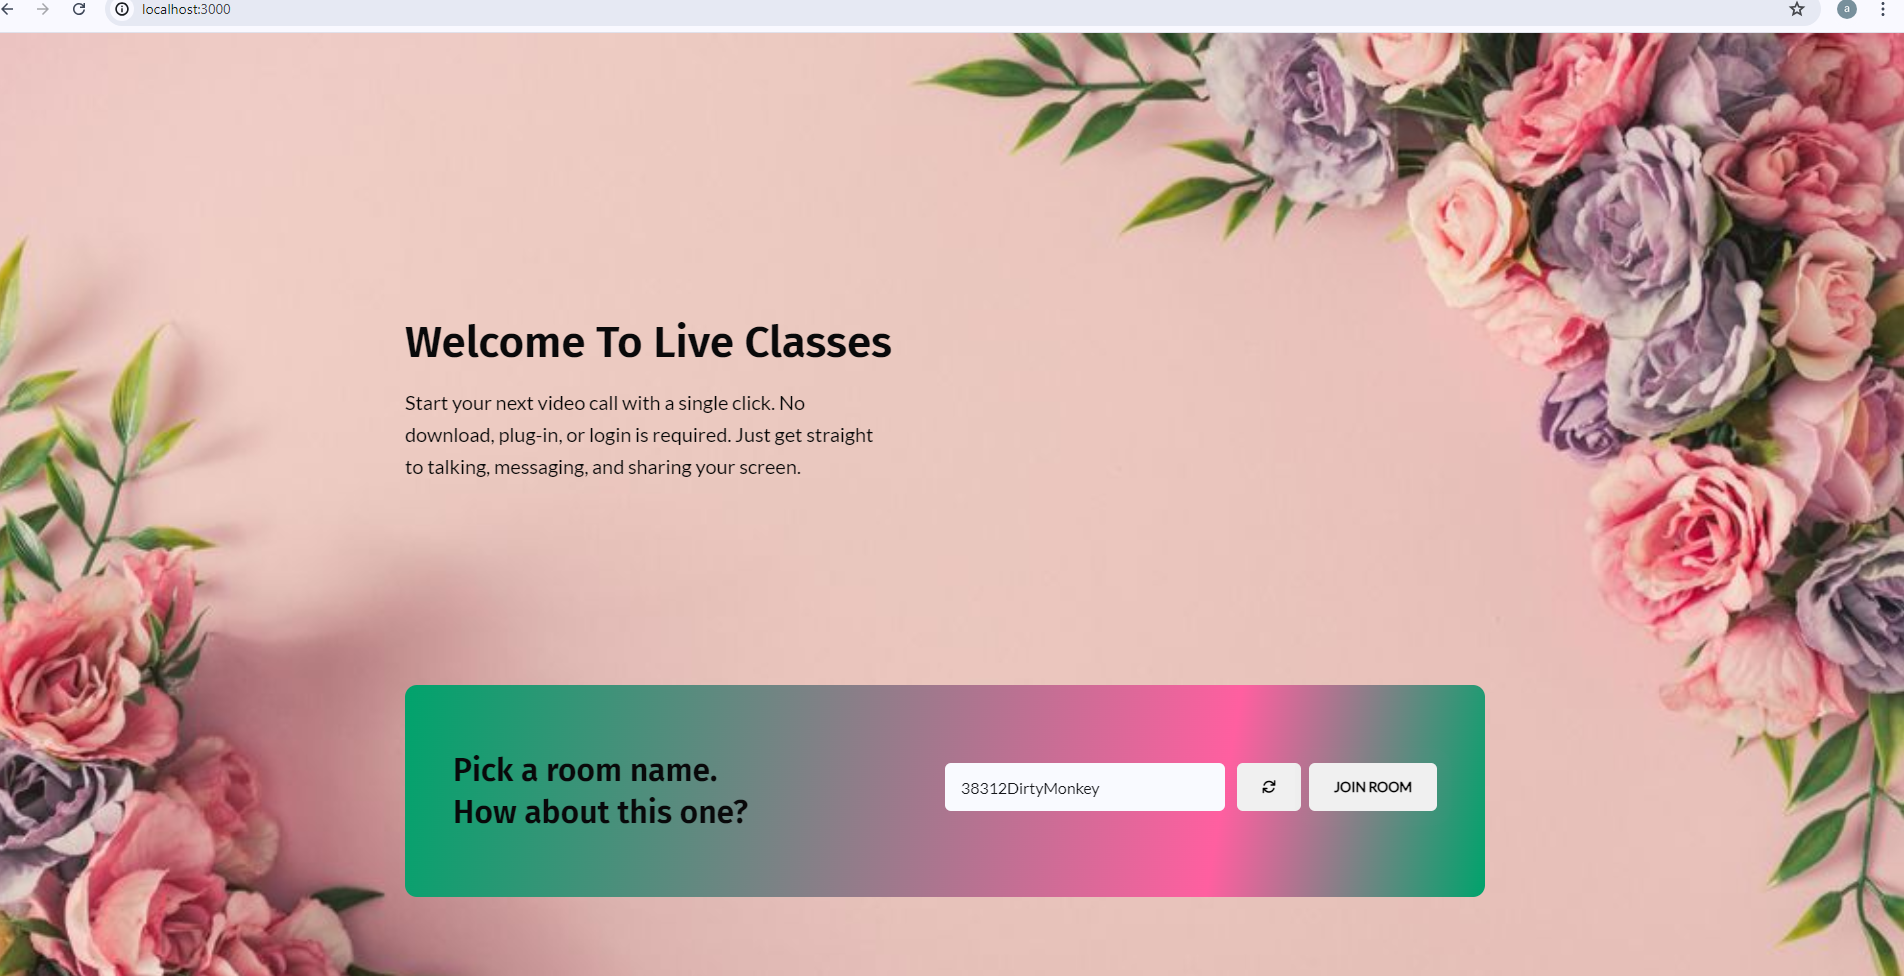 localhost:3000
a
Welcome To Live Classes
Start your next video call with a single click. No
download, plug-in, or login is required. Just get straight
to talking, messaging, and sharing your screen.
Pick a room name.
How about this one?
38312DirtyMonkey
JOIN ROOM